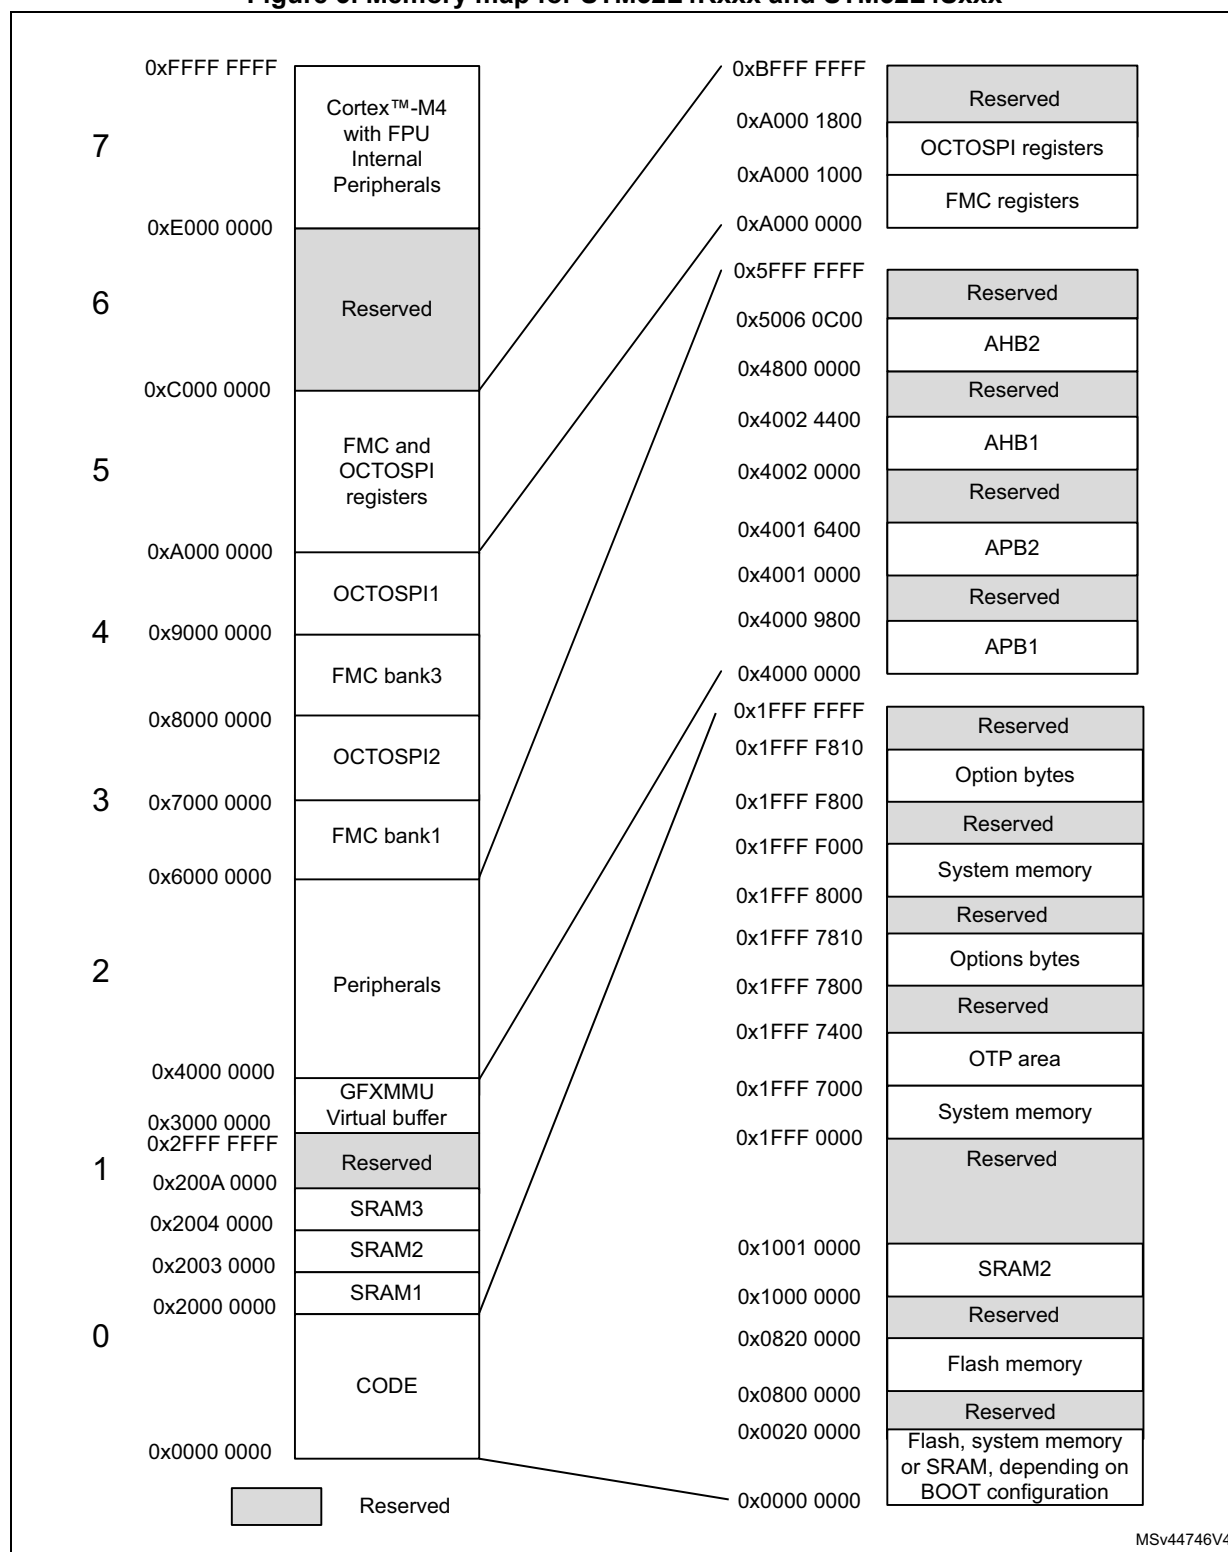 Figure Memory map for STM32L4Rxxx and STM32L4Sxxx
0xFFFF FFFF
7
Cortex™-M4
with FPU
Internal
Peripherals
0xE000 0000
6
Reserved
0xC000 0000
5
FMC and
OCTOSPI
registers
0xA000 0000
OCTOSPI1
4
0x9000 0000
FMC bank3
0x8000 0000
OCTOSPI2
3
0x7000 0000
FMC bank1
0x6000 0000
2
Peripherals
0x4000 0000
GFXMMU
Virtual buffer
0x3000 0000
0x2FFF FFFF
1
Reserved
0x200A 0000
SRAM3
0x2004 0000
SRAM2
0x2003 0000
SRAM1
0x2000 0000
0
CODE
0x0000 0000
Reserved
0xBFFF FFFF
Reserved
0xA000 1800
OCTOSPI registers
0xA000 1000
FMC registers
0xA000 0000
0x5FFF FFFF
Reserved
0x5006 0C00
AHB2
0x4800 0000
Reserved
0x4002 4400
AHB1
0x4002 0000
Reserved
0x4001 6400
APB2
0x4001 0000
Reserved
0x4000 9800
APB1
0x4000 0000
0x1FFF FFFF
Reserved
0x1FFF F810
Option bytes
0x1FFF F800
Reserved
0x1FFF F000
System memory
0x1FFF 8000
Reserved
0x1FFF 7810
Options bytes
0x1FFF 7800
Reserved
0x1FFF 7400
OTP area
0x1FFF 7000
System memory
0x1FFF 0000
Reserved
0x1001 0000
SRAM2
0x1000 0000
Reserved
0x0820 0000
Flash memory
0x0800 0000
Reserved
0x0020 0000
Flash, system memory
or SRAM, depending on
BOOT configuration
0x0000 0000
MSv44746V4